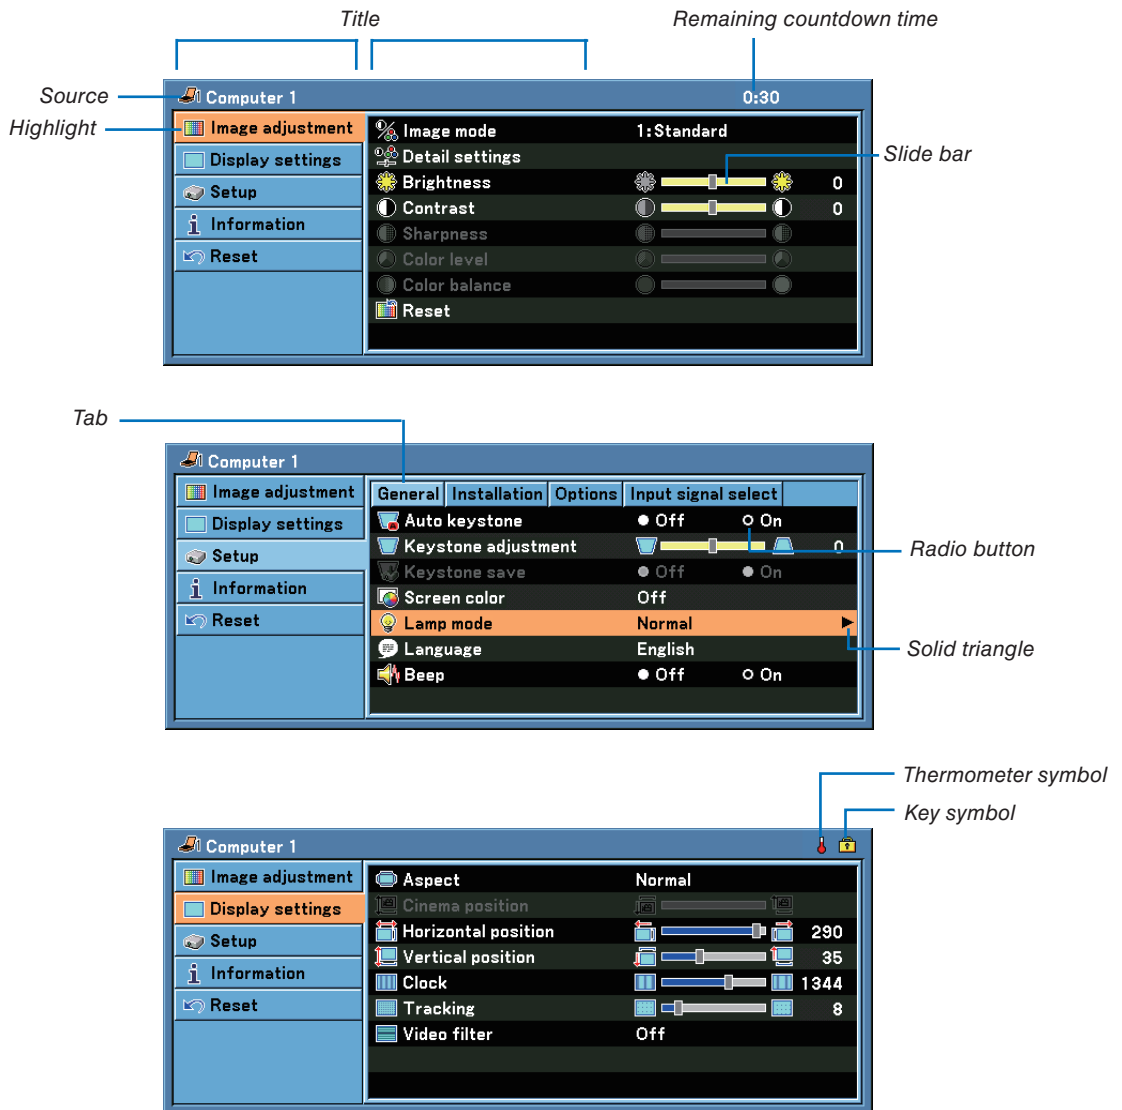 Title
Remaining countdown time
Source
Computer 1
0:30
Highlight
Image adjustment
Image mode
1:Standard
Display settings
Detail settings
Slide bar
Setup
Brightness
0
Information
Contrast
0
Sharpness
Reset
Color level
Color balance
Reset
Tab
Computer 1
Image adjustment
General
Installation
Options
Input signal select
Display settings
Auto keystone
Off
On
Setup
Keystone adjustment
0
Radio button
Information
Keystone save
Off
On
Reset
Screen color
Off
Lamp mode
Normal
Solid triangle
Language
English
Beep
Off
On
Thermometer symbol
Key symbol
Computer 1
Image adjustment
Aspect
Normal
Display settings
Cinema position
Setup
Horizontal position
290
Information
Vertical position
35
Reset
Clock
1344
Tracking
8
Video filter
Off